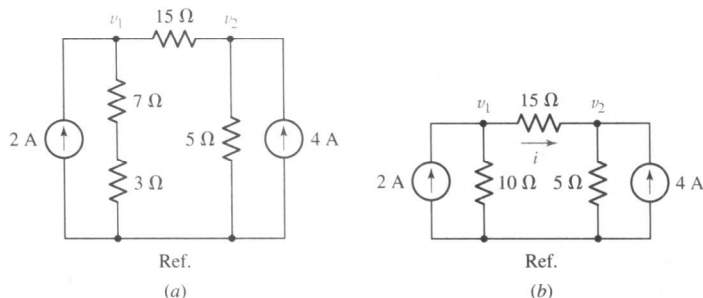 v₁ 15 Ω v₂
7 Ω
2 A 5 Ω 4 A
3 Ω
Ref.
(a)
v₁ 15 Ω v₂
i
2 A 10 Ω 5 Ω 4 A
Ref.
(b)